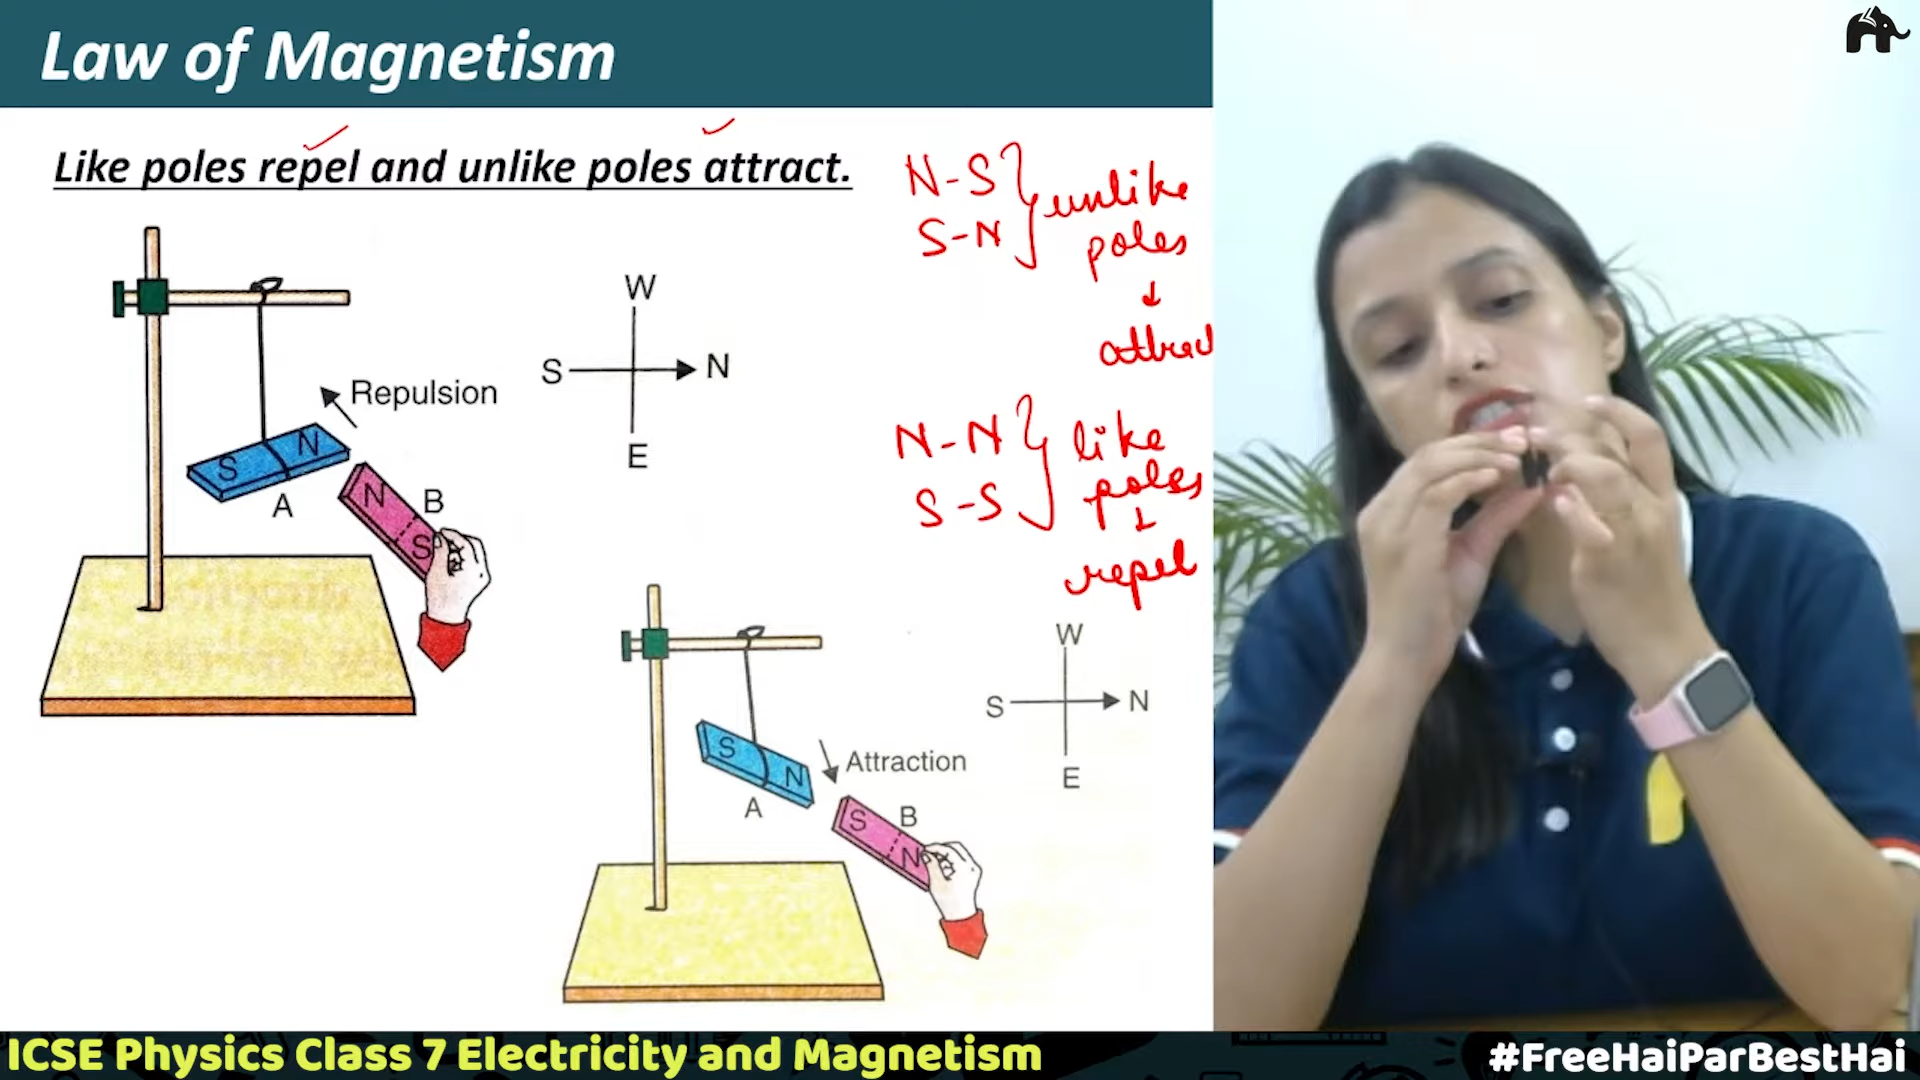 Law of Magnetism
Like poles repel and unlike poles attract.
N-S
S-N
unlike
poles
attract
N-N
S-S
like
poles
repel
W
S
N
E
Repulsion
S
N
A
N
B
S
W
S
N
E
Attraction
S
N
A
S
B
N
ICSE Physics Class 7 Electricity and Magnetism
#FreeHaiParBestHai